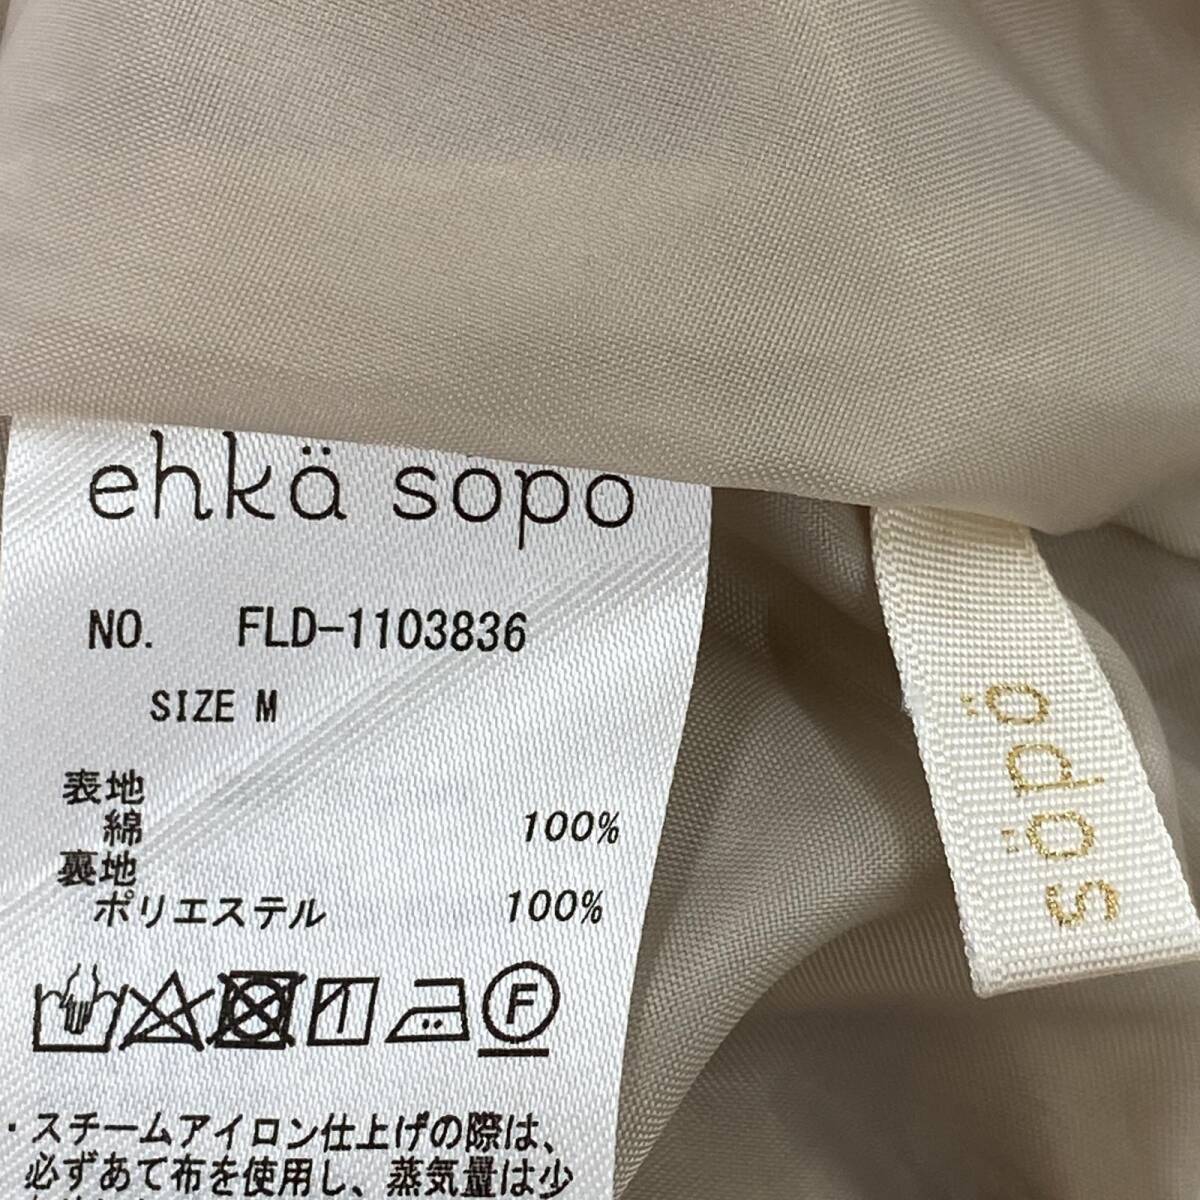 ehkä sopo
NO. FLD-1103836
SIZE M
表地
綿 100%
裏地
ポリエステル 100%
F
・スチームアイロン仕上げの際は、
必ずあて布を使用し、蒸気量は少
söpö